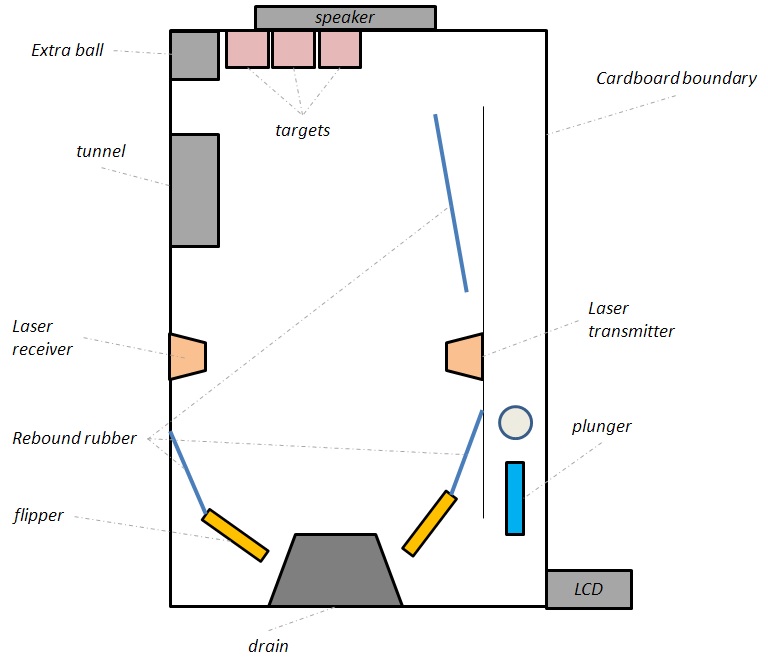 speaker
Extra ball
Cardboard boundary
targets
tunnel
Laser
transmitter
Laser
receiver
plunger
Rebound rubber
flipper
LCD
drain